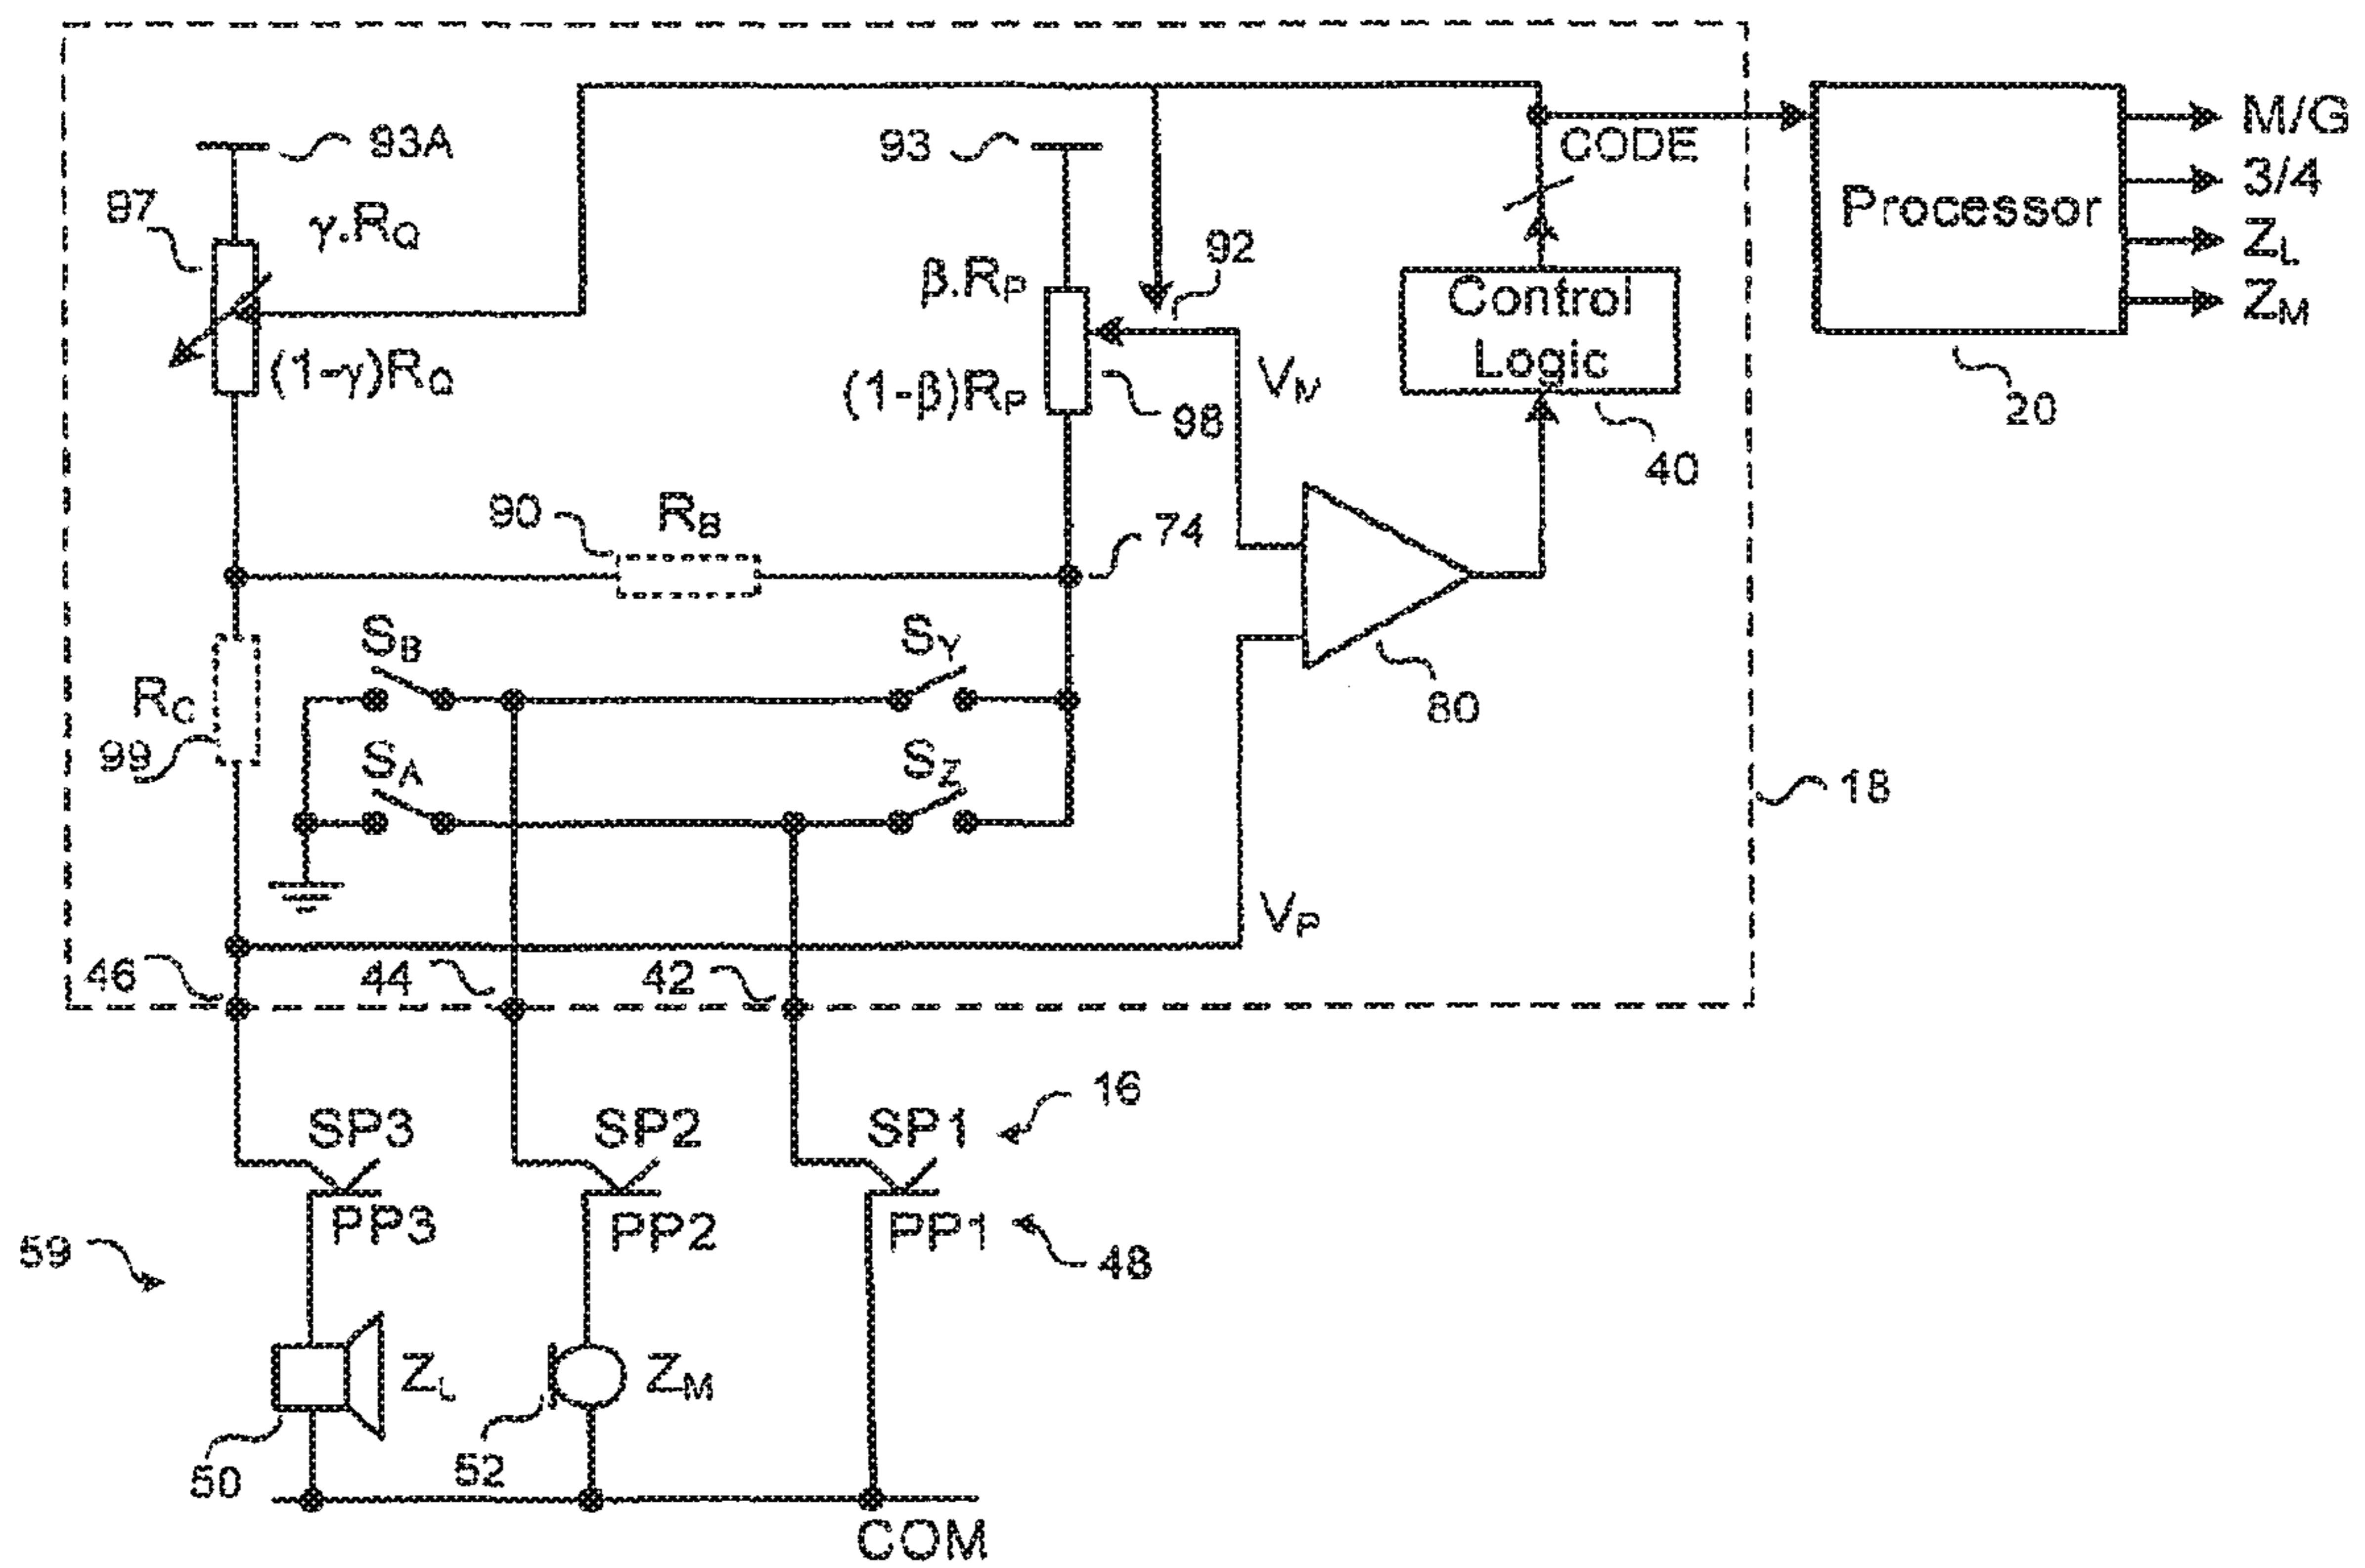 93A
93
CODE
Processor
M/G
3/4
ZL
ZM
20
97
γ.RQ
(1-γ)RQ
β.RP
(1-β)RP
92
98
VM
Control
Logic
40
90
RB
74
80
SB
SY
RC
99
SA
SZ
18
VP
46
44
42
16
SP3
SP2
SP1
PP3
PP2
PP1
48
59
ZL
ZM
50
52
COM